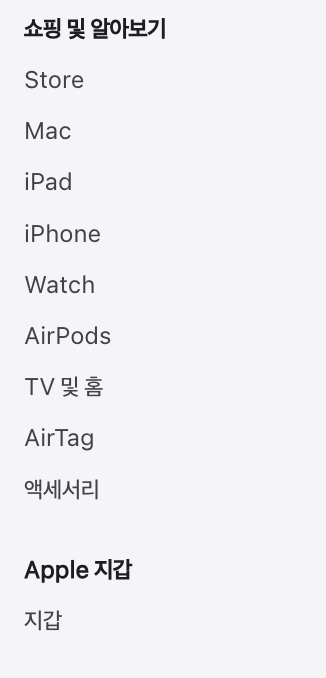 쇼핑 및 알아보기
Store
Mac
iPad
iPhone
Watch
AirPods
TV 및 홈
AirTag
액세서리
Apple 지갑
지갑